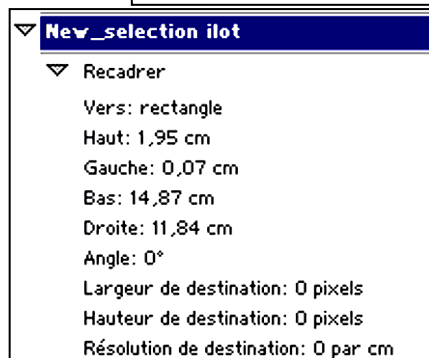 New_selection ilot
Recadrer
Vers: rectangle
Haut: 1,95 cm
Gauche: 0,07 cm
Bas: 14,87 cm
Droite: 11,84 cm
Angle: 0°
Largeur de destination: 0 pixels
Hauteur de destination: 0 pixels
Résolution de destination: 0 par cm